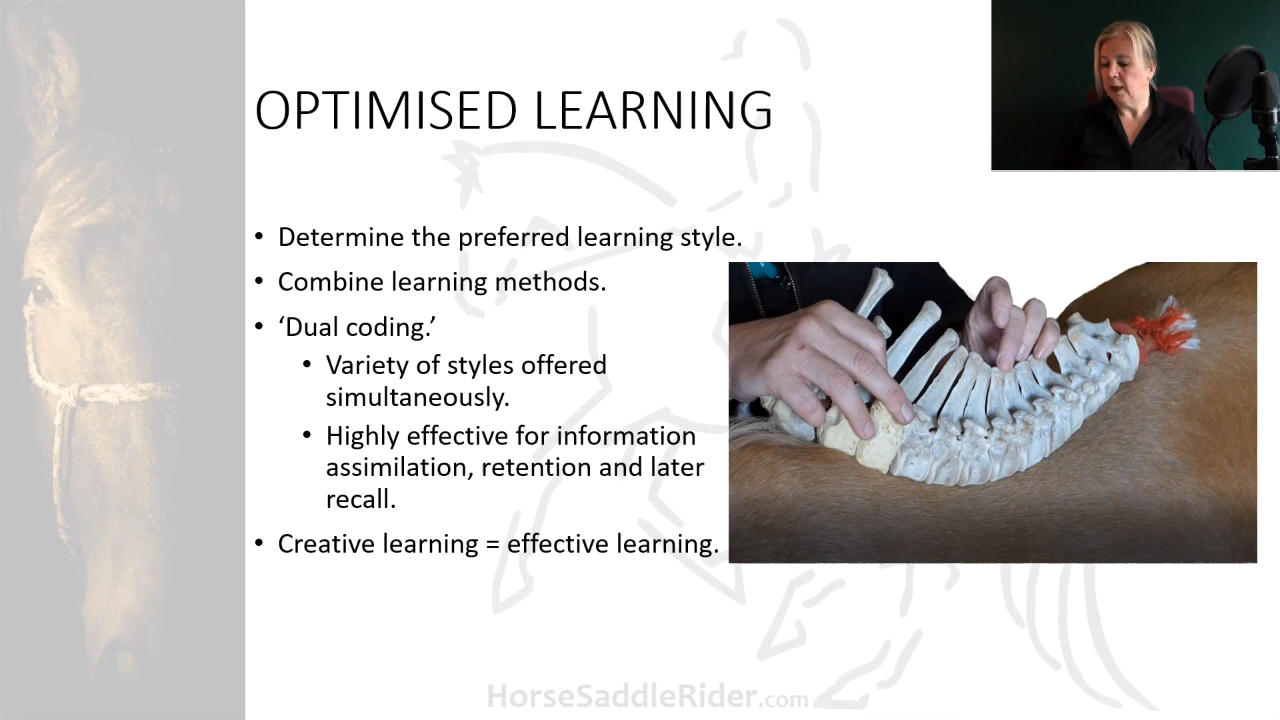 OPTIMISED LEARNING
• Determine the preferred learning style.
• Combine learning methods.
• ‘Dual coding.’
• Variety of styles offered
simultaneously.
• Highly effective for information
assimilation, retention and later
recall.
• Creative learning = effective learning.
HorseSaddleRider.com